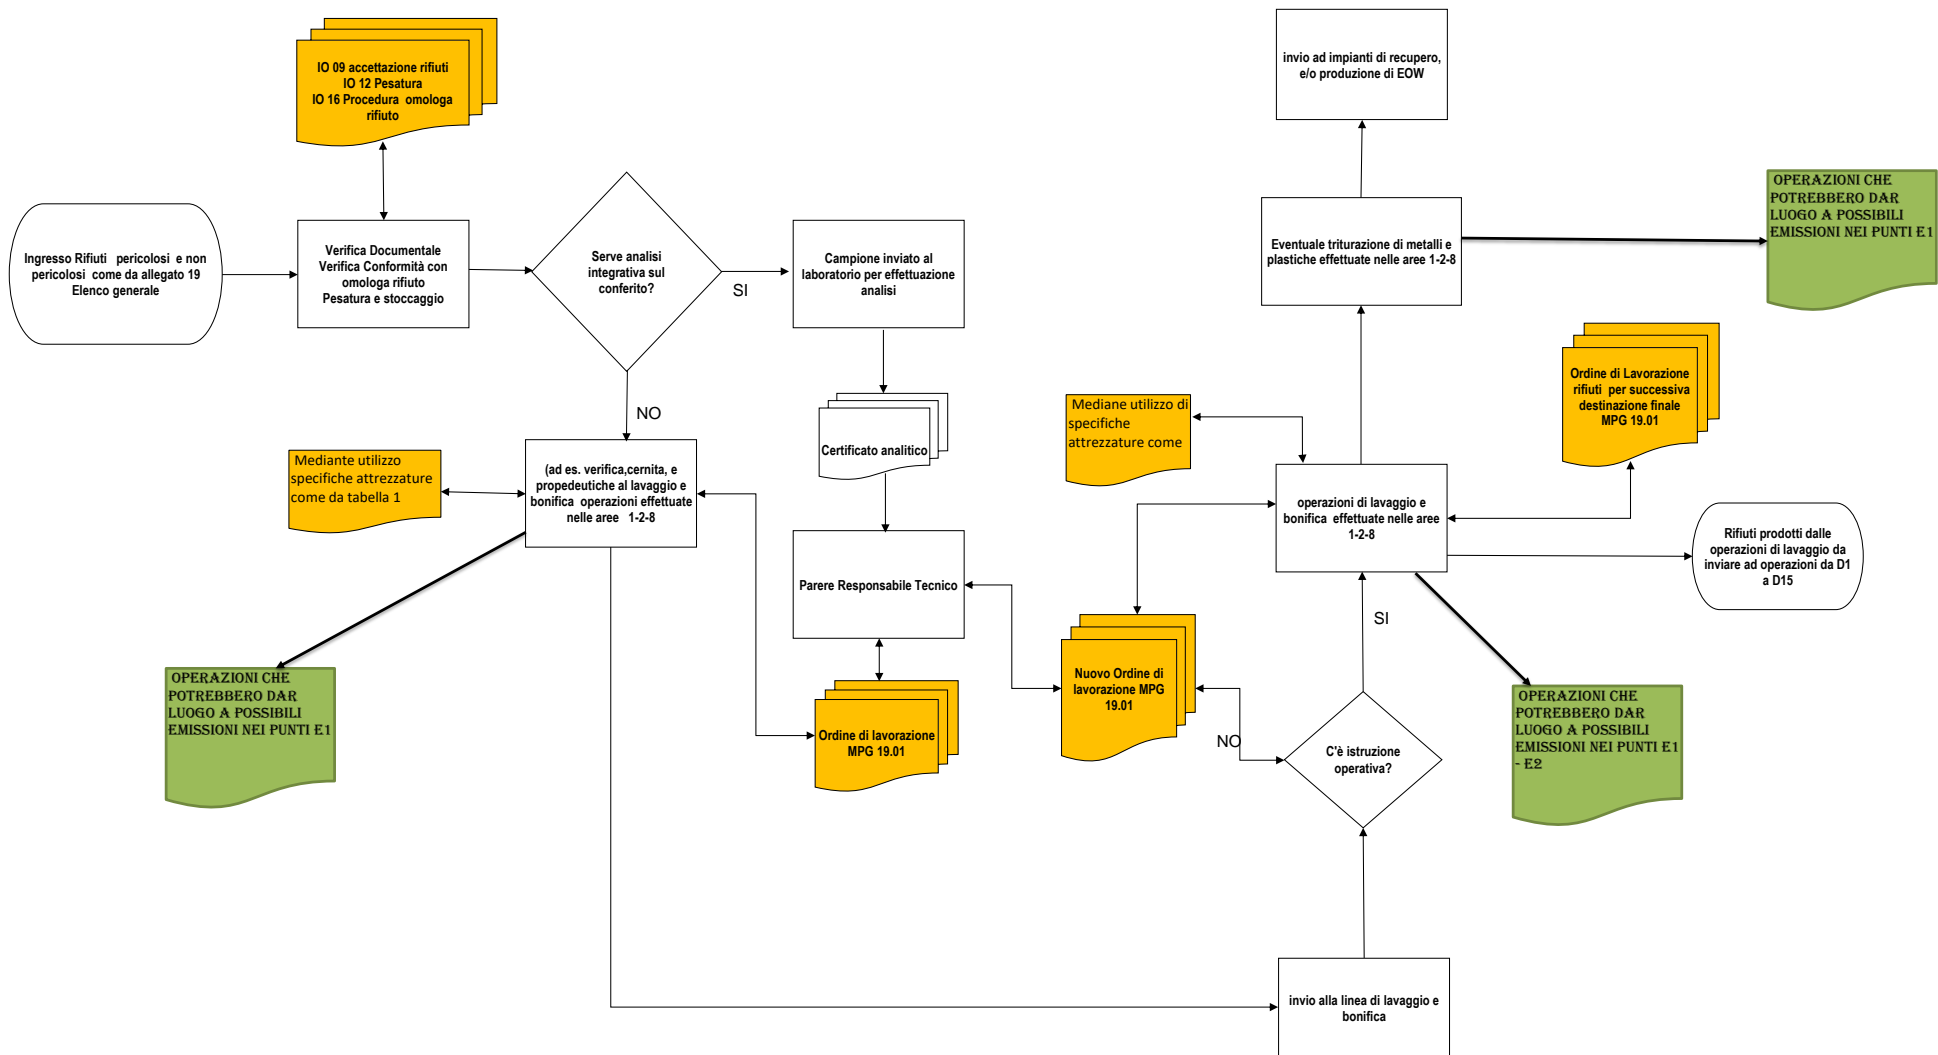 IO 09 accettazione rifiuti
IO 12 Pesatura
IO 16 Procedura omologa
rifiuto
invio ad impianti di recupero,
e/o produzione di EOW
Ingresso Rifiuti pericolosi e non
pericolosi come da allegato 19
Elenco generale
Verifica Documentale
Verifica Conformità con
omologa rifiuto
Pesatura e stoccaggio
Serve analisi
integrativa sul
conferito?
SI
NO
Campione inviato al
laboratorio per effettuazione
analisi
Eventuale triturazione di metalli e
plastiche effettuate nelle aree 1-2-8
OPERAZIONI CHE
POTREBBERO DAR
LUOGO A POSSIBILI
EMISSIONI NEI PUNTI E1
Certificato analitico
Mediane utilizzo di
specifiche
attrezzature come
Ordine di Lavorazione
rifiuti per successiva
destinazione finale
MPG 19.01
Mediante utilizzo
specifiche attrezzature
come da tabella 1
(ad es. verifica,cernita, e
propedeutiche al lavaggio e
bonifica operazioni effettuate
nelle aree 1-2-8
operazioni di lavaggio e
bonifica effettuate nelle aree
1-2-8
Rifiuti prodotti dalle
operazioni di lavaggio da
inviare ad operazioni da D1
a D15
Parere Responsabile Tecnico
SI
OPERAZIONI CHE
POTREBBERO DAR
LUOGO A POSSIBILI
EMISSIONI NEI PUNTI E1
Ordine di lavorazione
MPG 19.01
Nuovo Ordine di
lavorazione MPG
19.01
NO
C'è istruzione
operativa?
OPERAZIONI CHE
POTREBBERO DAR
LUOGO A POSSIBILI
EMISSIONI NEI PUNTI E1
- E2
invio alla linea di lavaggio e
bonifica